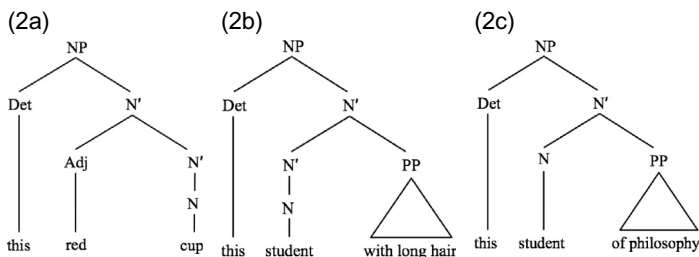 (2a) (2b) (2c)
NP NP NP
Det N′ Det N′ Det N′
Adj N′ N′ PP N PP
N N
this red cup this student with long hair this student of philosophy